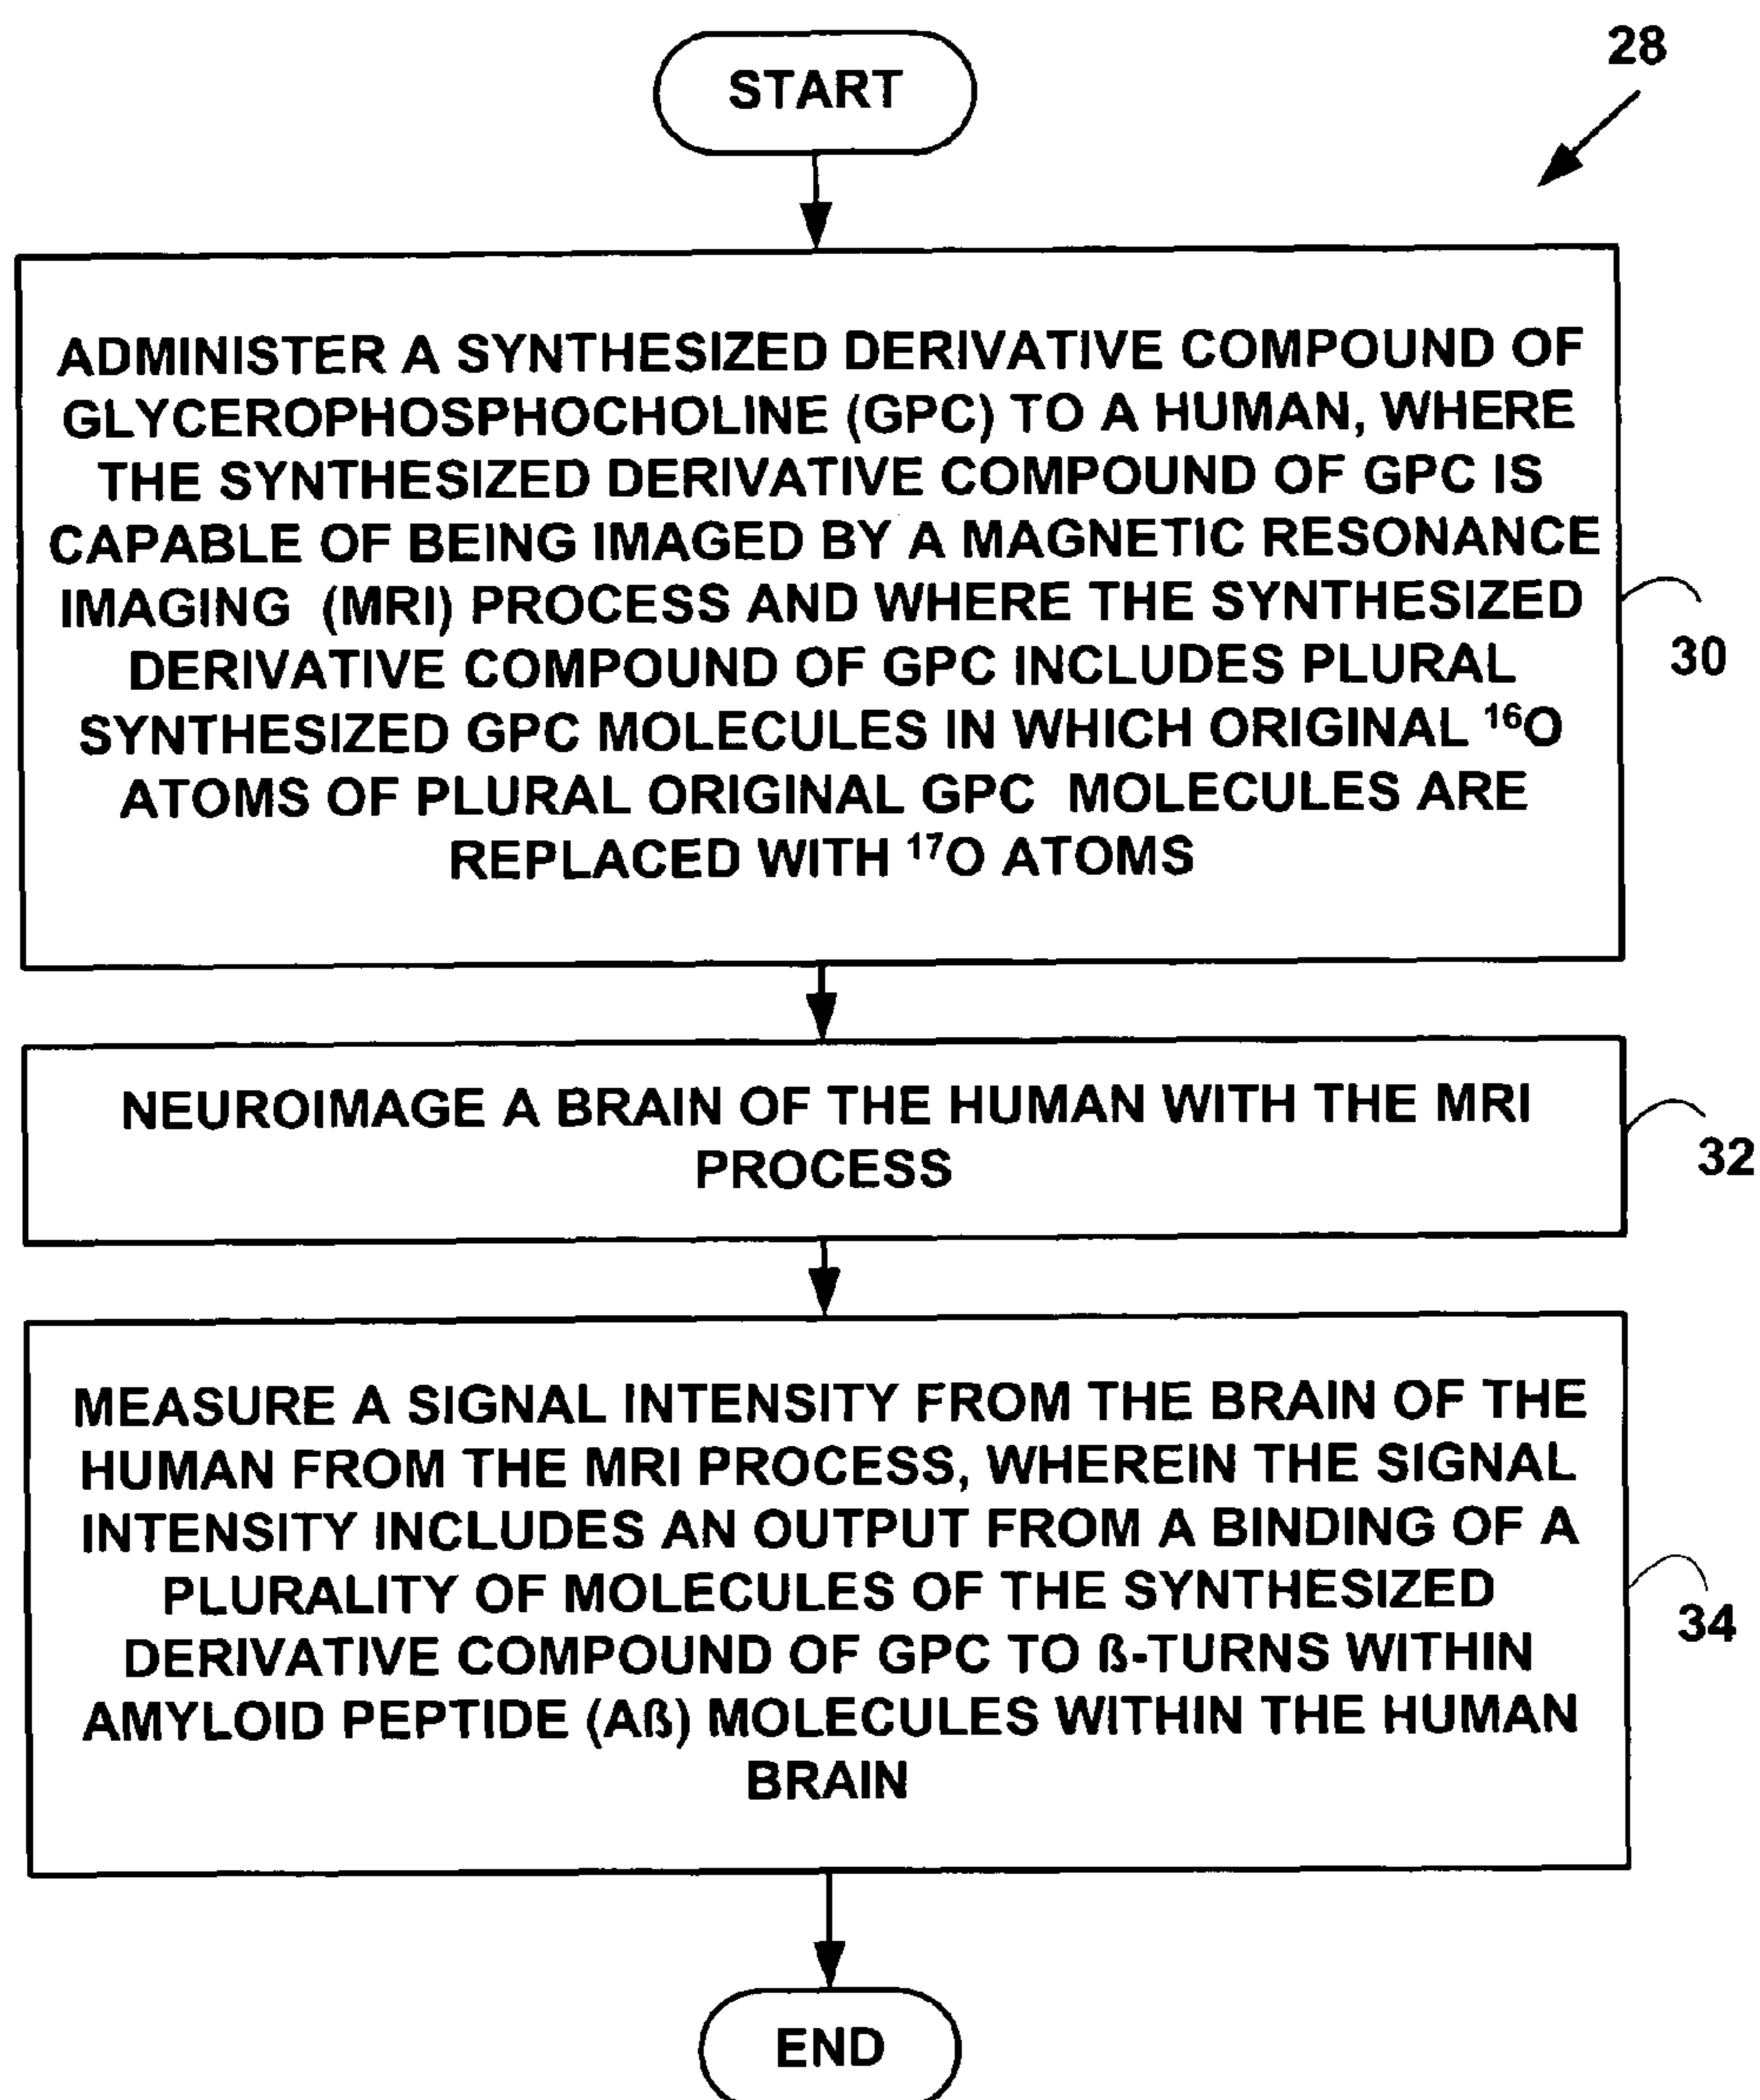 28
START
ADMINISTER A SYNTHESIZED DERIVATIVE COMPOUND OF
GLYCEROPHOSPHOCHOLINE (GPC) TO A HUMAN, WHERE
THE SYNTHESIZED DERIVATIVE COMPOUND OF GPC IS
CAPABLE OF BEING IMAGED BY A MAGNETIC RESONANCE
IMAGING (MRI) PROCESS AND WHERE THE SYNTHESIZED
DERIVATIVE COMPOUND OF GPC INCLUDES PLURAL
SYNTHESIZED GPC MOLECULES IN WHICH ORIGINAL ¹⁶O
ATOMS OF PLURAL ORIGINAL GPC MOLECULES ARE
REPLACED WITH ¹⁷O ATOMS
30
NEUROIMAGE A BRAIN OF THE HUMAN WITH THE MRI
PROCESS
32
MEASURE A SIGNAL INTENSITY FROM THE BRAIN OF THE
HUMAN FROM THE MRI PROCESS, WHEREIN THE SIGNAL
INTENSITY INCLUDES AN OUTPUT FROM A BINDING OF A
PLURALITY OF MOLECULES OF THE SYNTHESIZED
DERIVATIVE COMPOUND OF GPC TO ß-TURNS WITHIN
AMYLOID PEPTIDE (Aß) MOLECULES WITHIN THE HUMAN
BRAIN
34
END